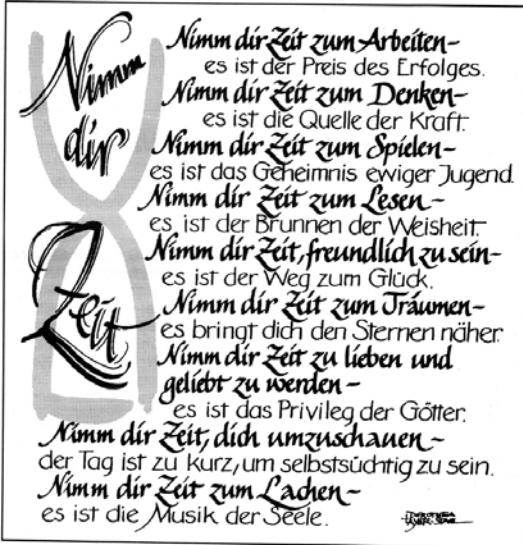 Nimm
dir
Zeit
Nimm dir Zeit zum Arbeiten-
es ist der Preis des Erfolges.
Nimm dir Zeit zum Denken-
es ist die Quelle der Kraft.
Nimm dir Zeit zum Spielen-
es ist das Geheimnis ewiger Jugend.
Nimm dir Zeit zum Lesen-
es ist der Brunnen der Weisheit.
Nimm dir Zeit, freundlich zu sein-
es ist der Weg zum Glück.
Nimm dir Zeit zum Träumen-
es bringt dich den Sternen näher.
Nimm dir Zeit zu lieben und
geliebt zu werden-
es ist das Privileg der Götter.
Nimm dir Zeit, dich umzuschauen-
der Tag ist zu kurz, um selbstsüchtig zu sein.
Nimm dir Zeit zum Lachen-
es ist die Musik der Seele.